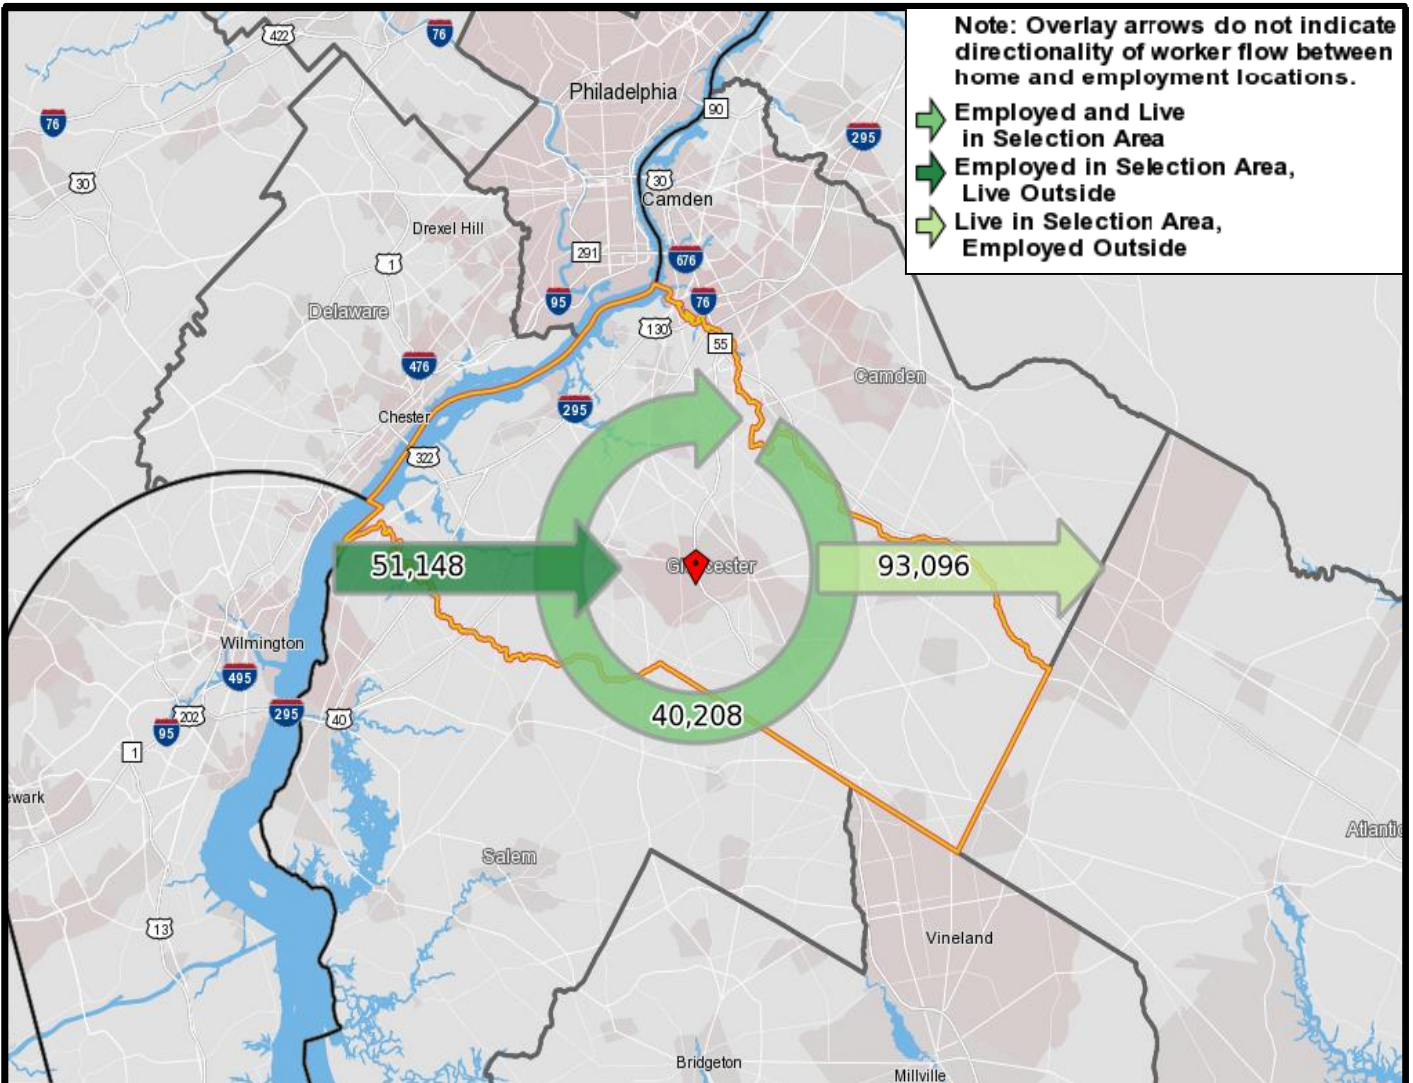 Note: Overlay arrows do not indicate
directionality of worker flow between
home and employment locations.
Employed and Live
in Selection Area
Employed in Selection Area,
Live Outside
Live in Selection Area,
Employed Outside
422
76
Philadelphia
90
76
295
30
30
Camden
Drexel Hill
291
676
1
95
76
Delaware
130
55
476
Camden
295
Chester
322
51,148
Gloucester
93,096
Wilmington
495
295
202
40
95
40,208
1
ewark
Atlantic
Salem
13
Vineland
Bridgeton
Millville